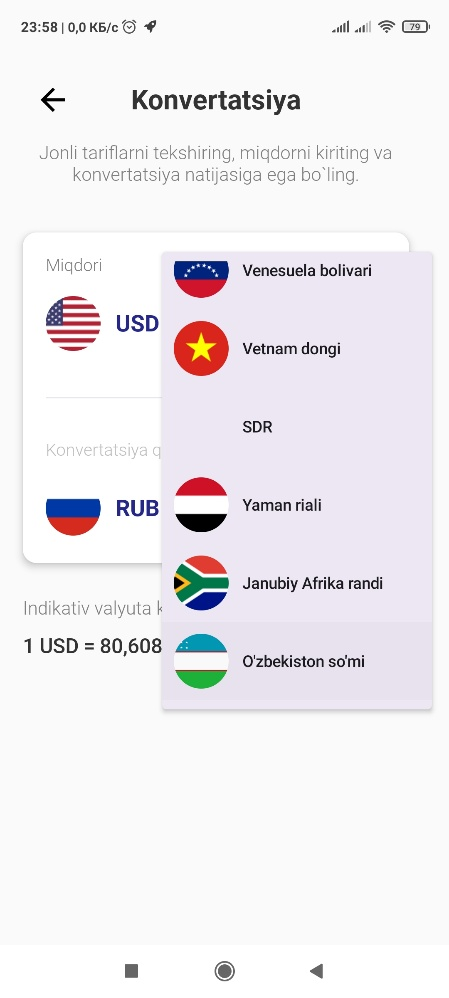 23:58 | 0,0 КБ/с
79
Konvertatsiya
Jonli tariflarni tekshiring, miqdorni kiriting va
konvertatsiya natijasiga ega bo`ling.
Miqdori
USD
Konvertatsiya q
RUB
Indikativ valyuta k
1 USD = 80,608
Venesuela bolivari
Vetnam dongi
SDR
Yaman riali
Janubiy Afrika randi
O'zbekiston so'mi